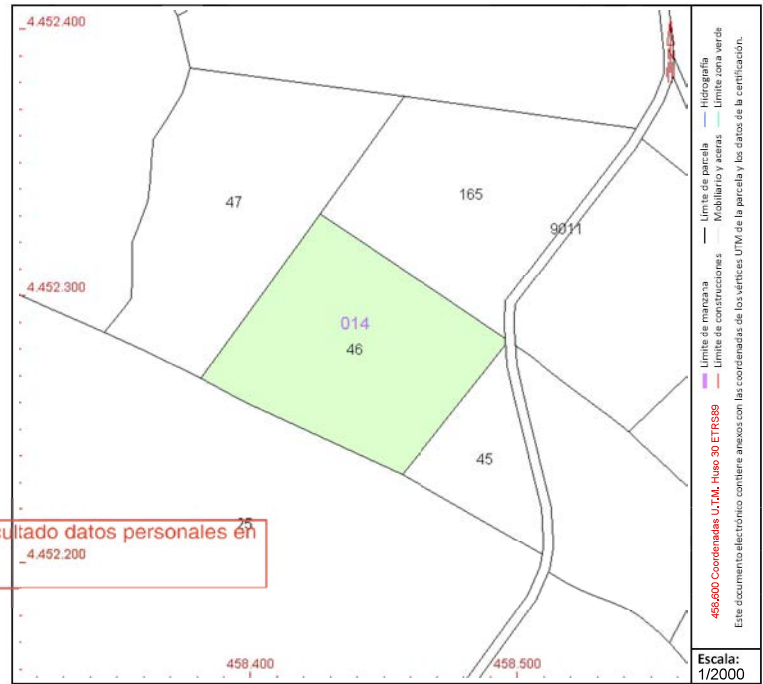 4.452.400
47
165
9011
4.452.300
014
46
45
25
ocultado datos personales en
4.452.200
458.400
458.500
Límite de manzana
Límite de parcela
Hidrografía
Límite de construcciones
Mobiliario y aceras
Límite zona verde
458,600 Coordenadas U.T.M. Huso 30 ETRS89
Este documento electrónico contiene anexos con las coordenadas de los vértices UTM de la parcela y los datos de la certificación.
Escala:
1/2000